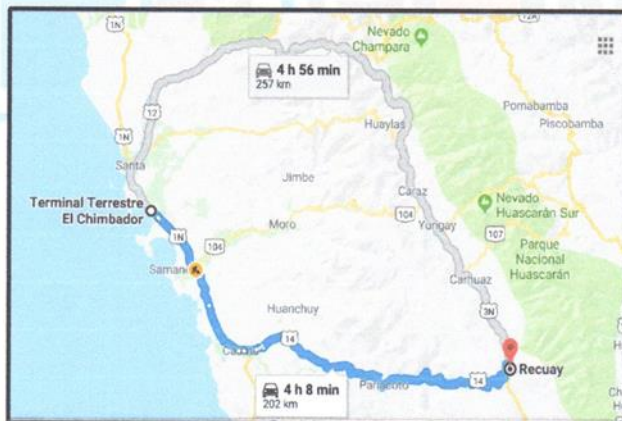 1N
Nevado
Champara
12A
4 h 56 min
257 km
12
Pomabamba
Piscobamba
1N
Huaylas
Santa
Jimbe
Caraz
Nevado
Huascarán Sur
Terminal Terrestre
El Chimbador
104
Moro
Yungay
1N
104
107
Parque
Nacional
Huascarán
Carhuaz
Huanchuy
3N
14
Recuay
4 h 8 min
202 km
14